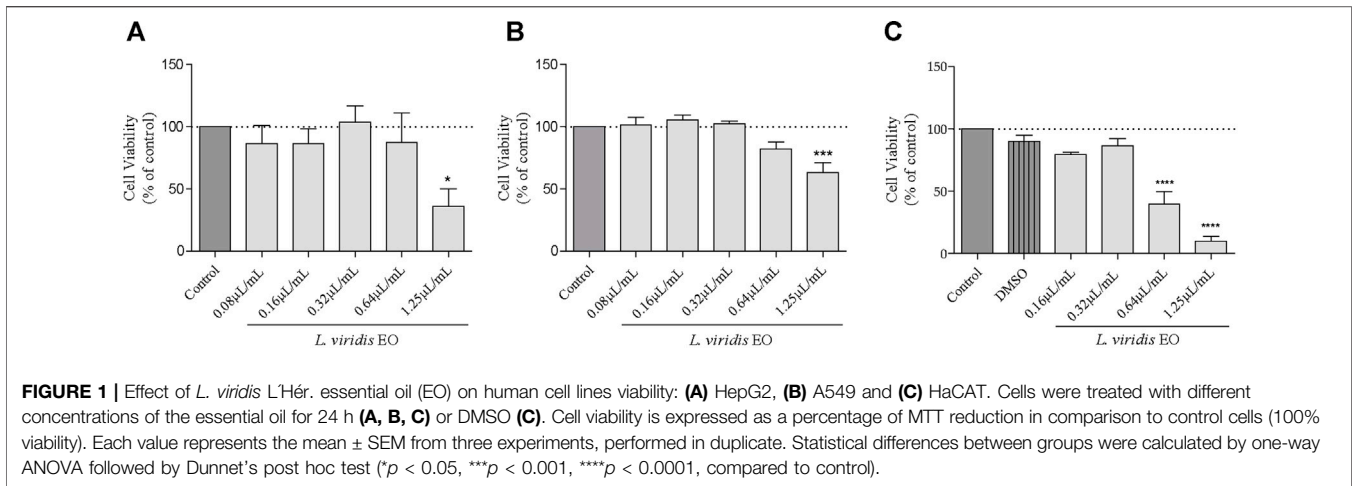 A
B
C
150
100
50
0
Cell Viability
(% of control)
*
Control
0.08µL/mL
0.16µL/mL
0.32µL/mL
0.64µL/mL
1.25µL/mL
L. viridis EO
150
100
50
0
Cell Viability
(% of control)
***
Control
0.08µL/mL
0.16µL/mL
0.32µL/mL
0.64µL/mL
1.25µL/mL
L. viridis EO
150
100
50
0
Cell Viability
(% of control)
****
****
Control
DMSO
0.16µL/mL
0.32µL/mL
0.64µL/mL
1.25µL/mL
L. viridis EO
FIGURE 1 | Effect of L. viridis L´Hér. essential oil (EO) on human cell lines viability: (A) HepG2, (B) A549 and (C) HaCAT. Cells were treated with different
concentrations of the essential oil for 24 h (A, B, C) or DMSO (C). Cell viability is expressed as a percentage of MTT reduction in comparison to control cells (100%
viability). Each value represents the mean ± SEM from three experiments, performed in duplicate. Statistical differences between groups were calculated by one-way
ANOVA followed by Dunnet's post hoc test (*p < 0.05, ***p < 0.001, ****p < 0.0001, compared to control).